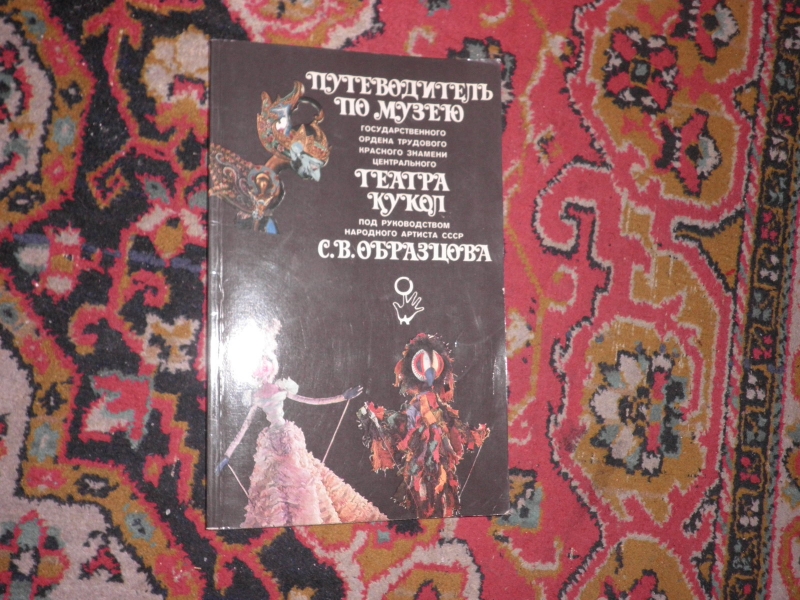 ПУТЕВОДИТЕЛЬ
ПО МУЗЕЮ
ГОСУДАРСТВЕННОГО
ОРДЕНА ТРУДОВОГО
КРАСНОГО ЗНАМЕНИ
ЦЕНТРАЛЬНОГО
ТЕАТРА
КУКОЛ
ПОД РУКОВОДСТВОМ
НАРОДНОГО АРТИСТА СССР
С.В.ОБРАЗЦОВА